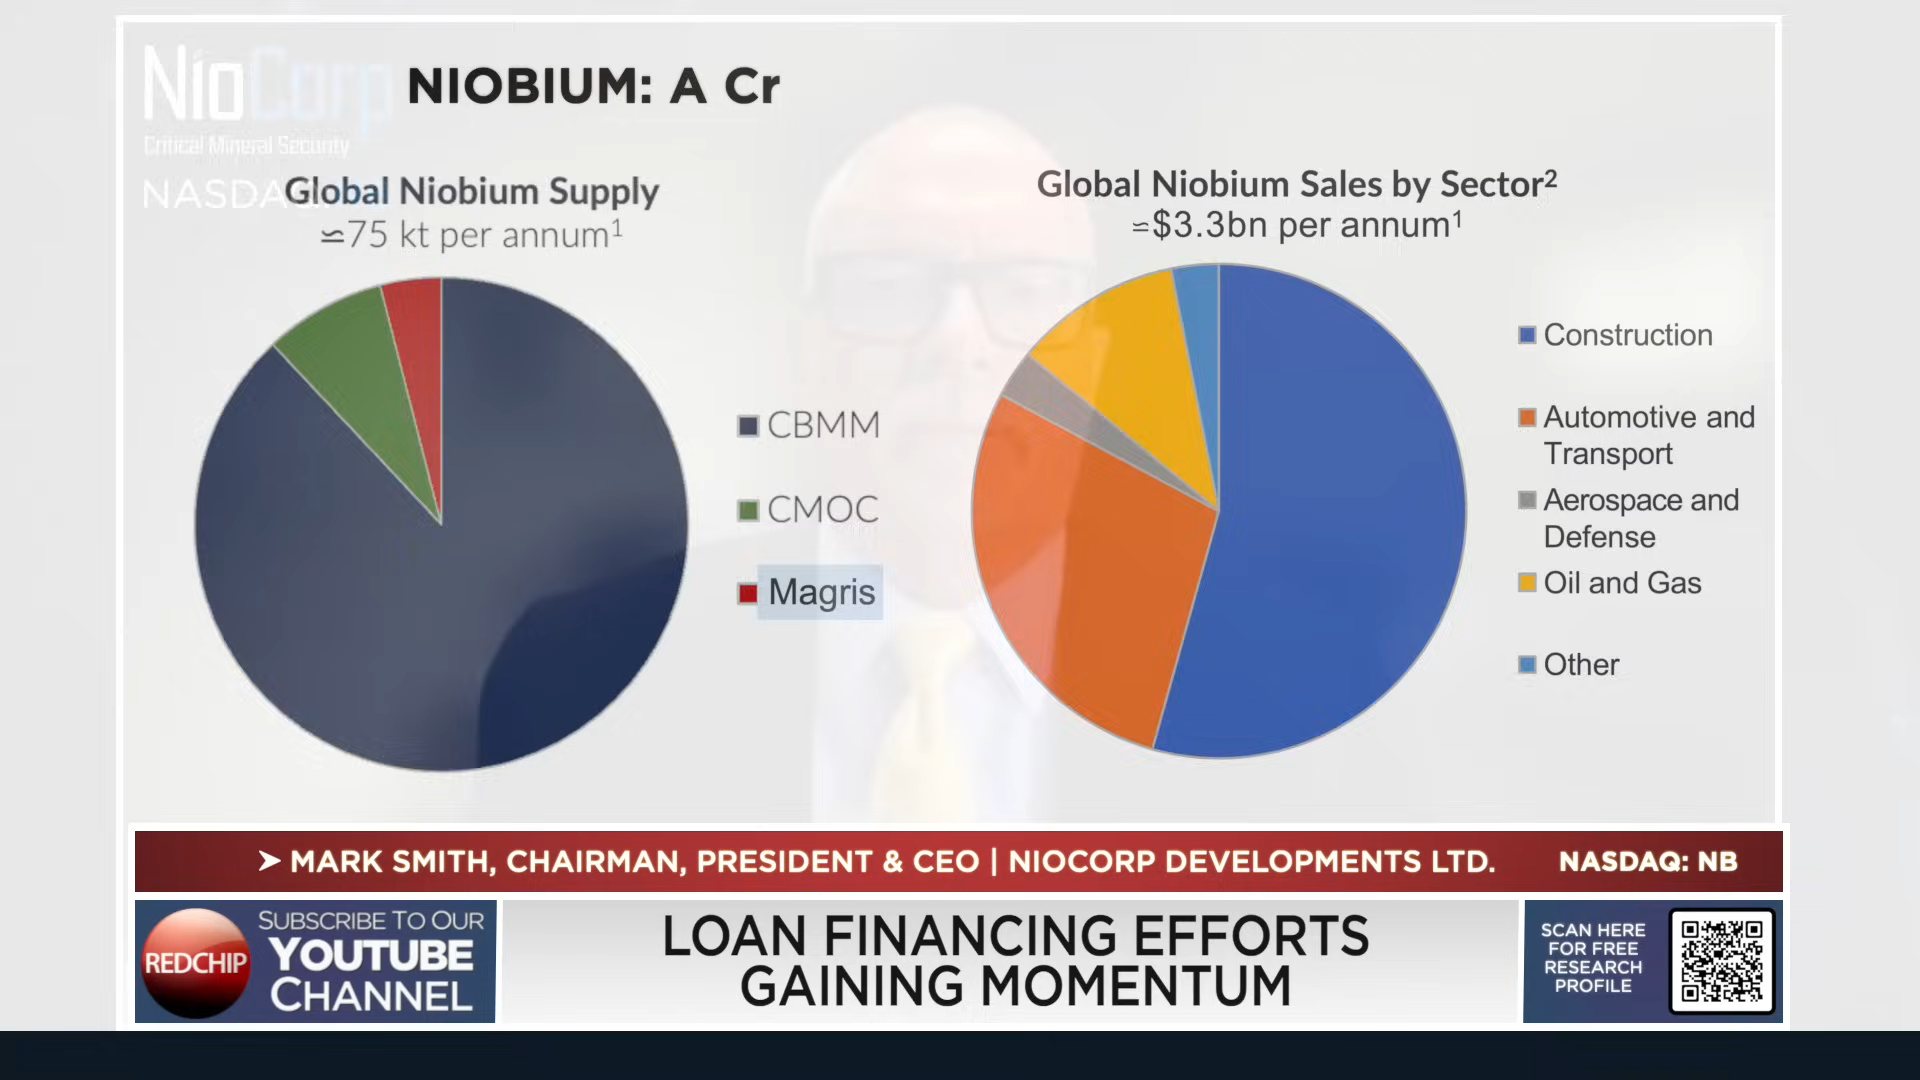 NioCorp
Critical Mineral Security
NASDAQ
NIOBIUM: A Cr
Global Niobium Supply
≃75 kt per annum¹
CBMM
CMOC
Magris
Global Niobium Sales by Sector²
≃$3.3bn per annum¹
Construction
Automotive and
Transport
Aerospace and
Defense
Oil and Gas
Other
➤ MARK SMITH, CHAIRMAN, PRESIDENT & CEO | NIOCORP DEVELOPMENTS LTD. NASDAQ: NB
REDCHIP
SUBSCRIBE TO OUR
YOUTUBE
CHANNEL
LOAN FINANCING EFFORTS
GAINING MOMENTUM
SCAN HERE
FOR FREE
RESEARCH
PROFILE